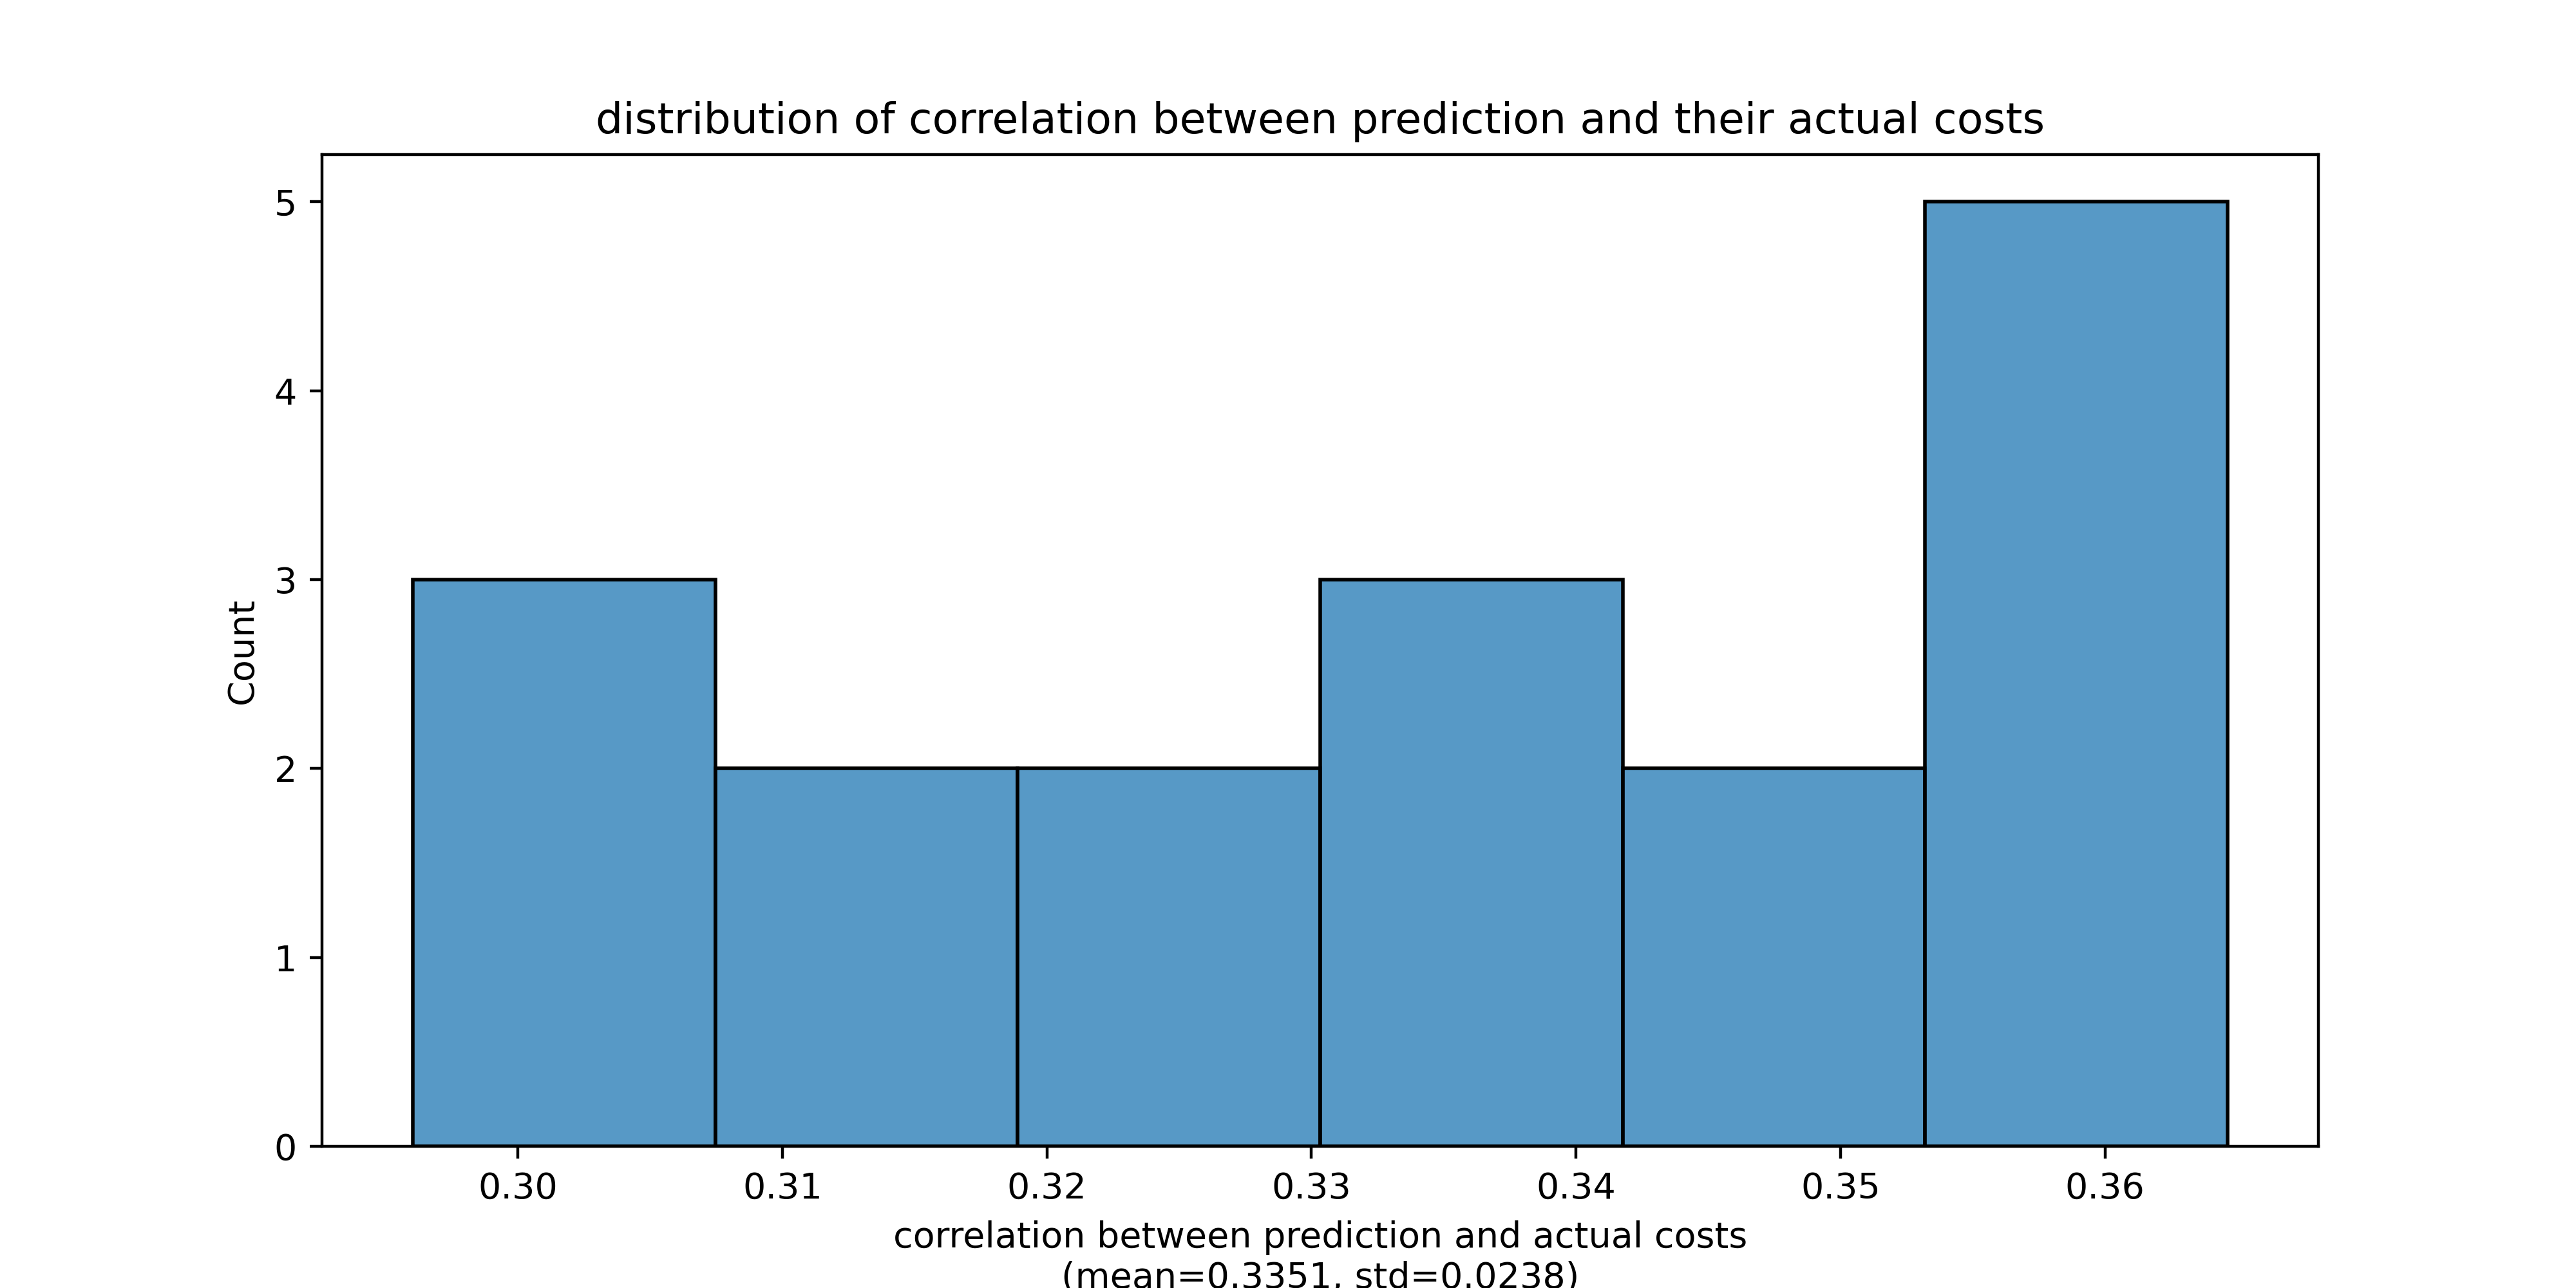 distribution of correlation between prediction and their actual costs
5
4
3
2
1
0
Count
0.30 0.31 0.32 0.33 0.34 0.35 0.36
correlation between prediction and actual costs
(mean=0.3351, std=0.0238)